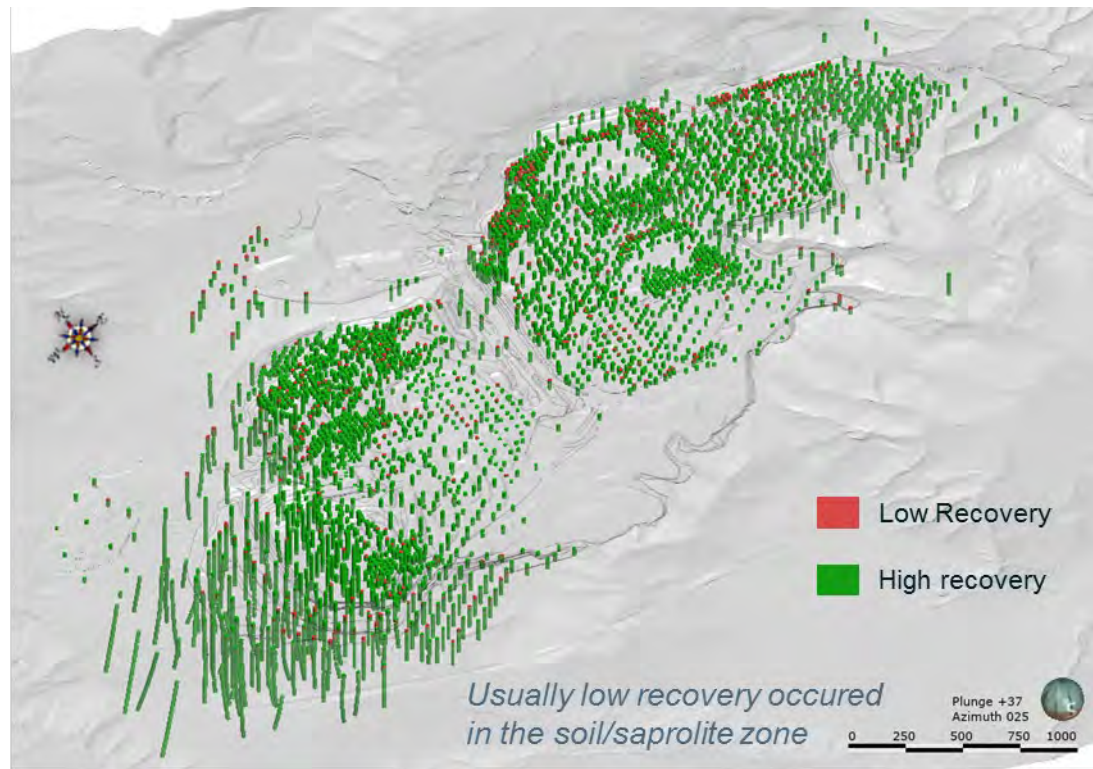 Low Recovery
High recovery
Usually low recovery occured
in the soil/saprolite zone
Plunge +37
Azimuth 025
0 250 500 750 1000